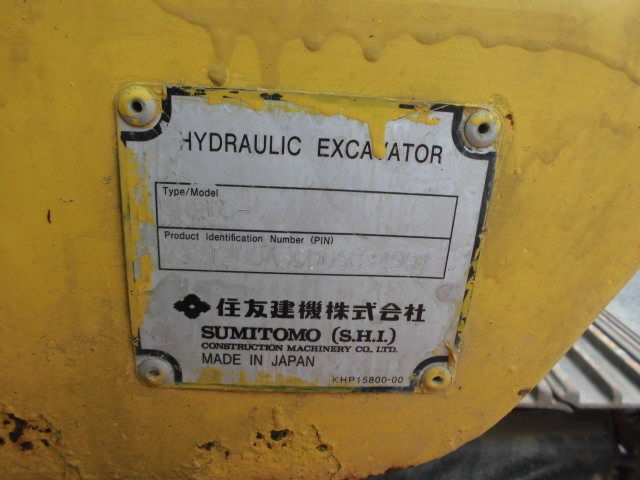 HYDRAULIC EXCAVATOR
Type/Model
Product Identification Number (PIN)
住友建機株式会社
SUMITOMO (S.H.I.)
CONSTRUCTION MACHINERY CO., LTD.
MADE IN JAPAN
KHP15800-00